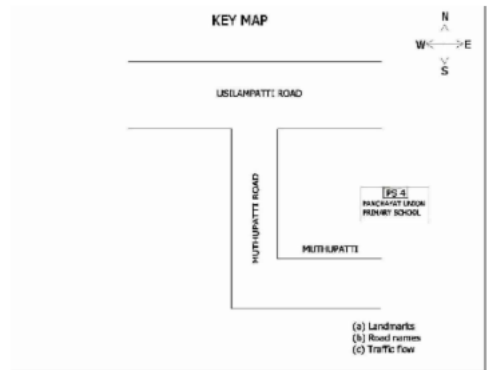 KEY MAP
N
W E
S
USILAMPATTI ROAD
MUTHUPATTI ROAD
PS 4
PANCHAYAT UNION
PRIMARY SCHOOL
MUTHUPATTI
(a) Landmarks
(b) Road names
(c) Traffic flow